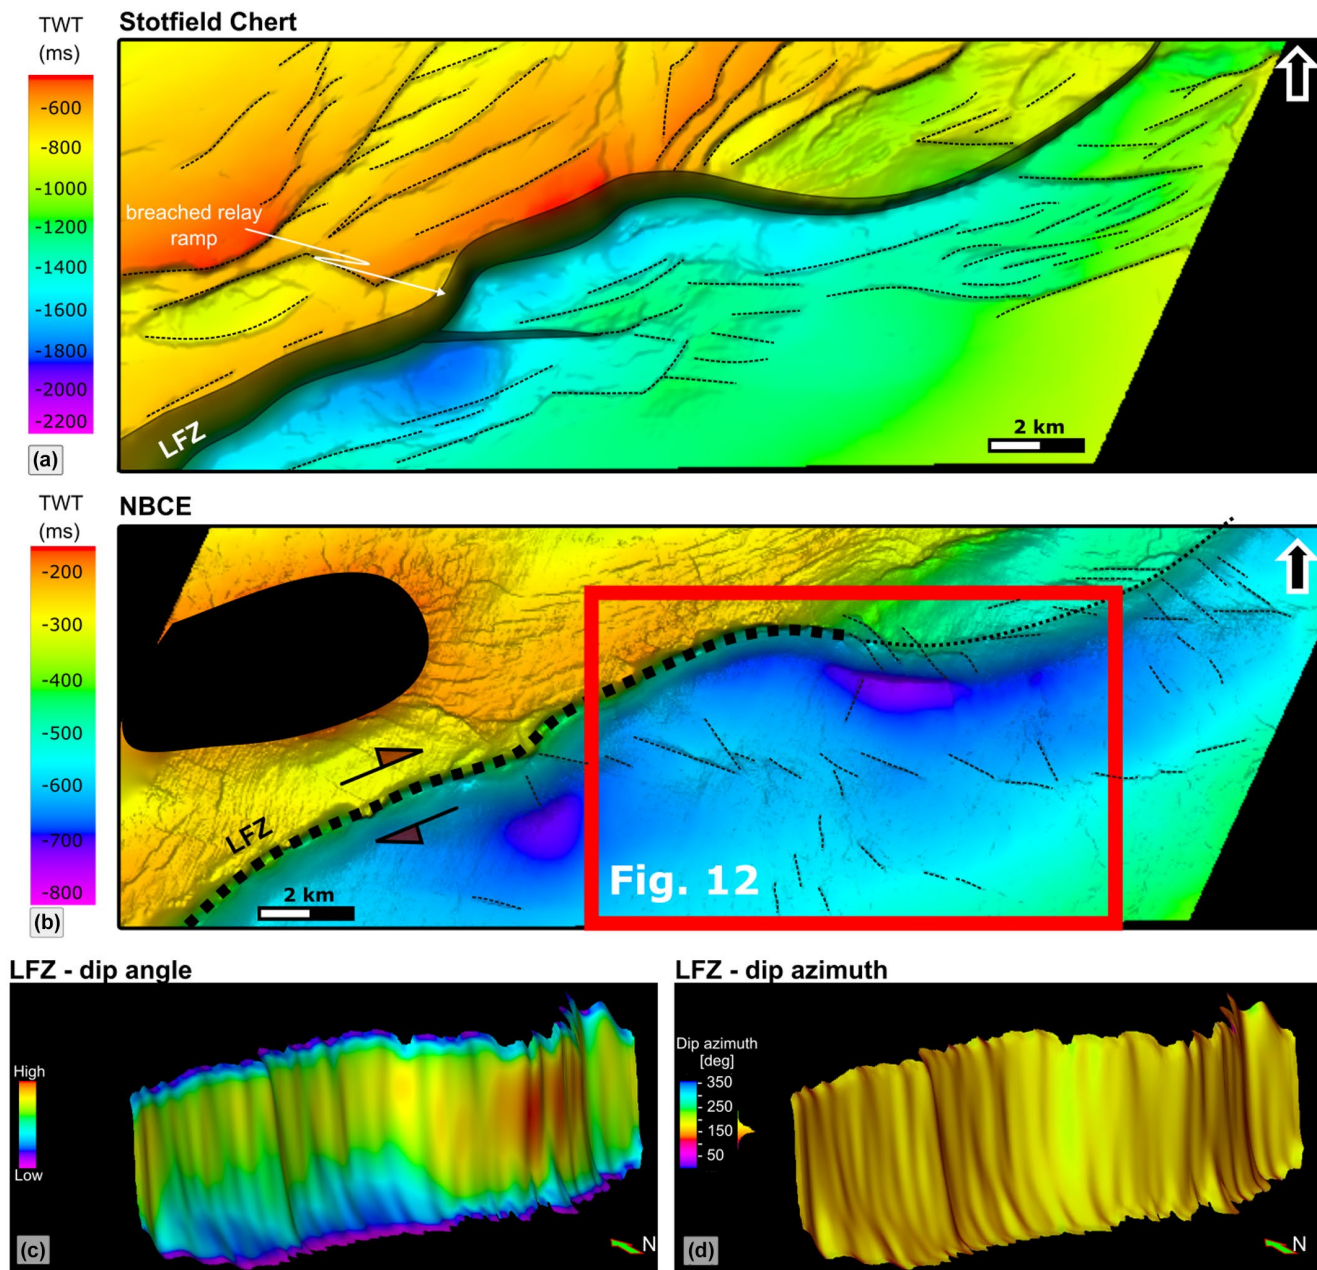 TWT
(ms)
Stotfield Chert
-600
-800
-1000
-1200
-1400
-1600
-1800
-2000
-2200
breached relay
ramp
LFZ
2 km
(a)
TWT
(ms)
NBCE
-200
-300
-400
-500
-600
-700
-800
LFZ
2 km
Fig. 12
(b)
LFZ - dip angle
High
Low
N
(c)
LFZ - dip azimuth
Dip azimuth
[deg]
- 350
- 250
- 150
- 50
N
(d)